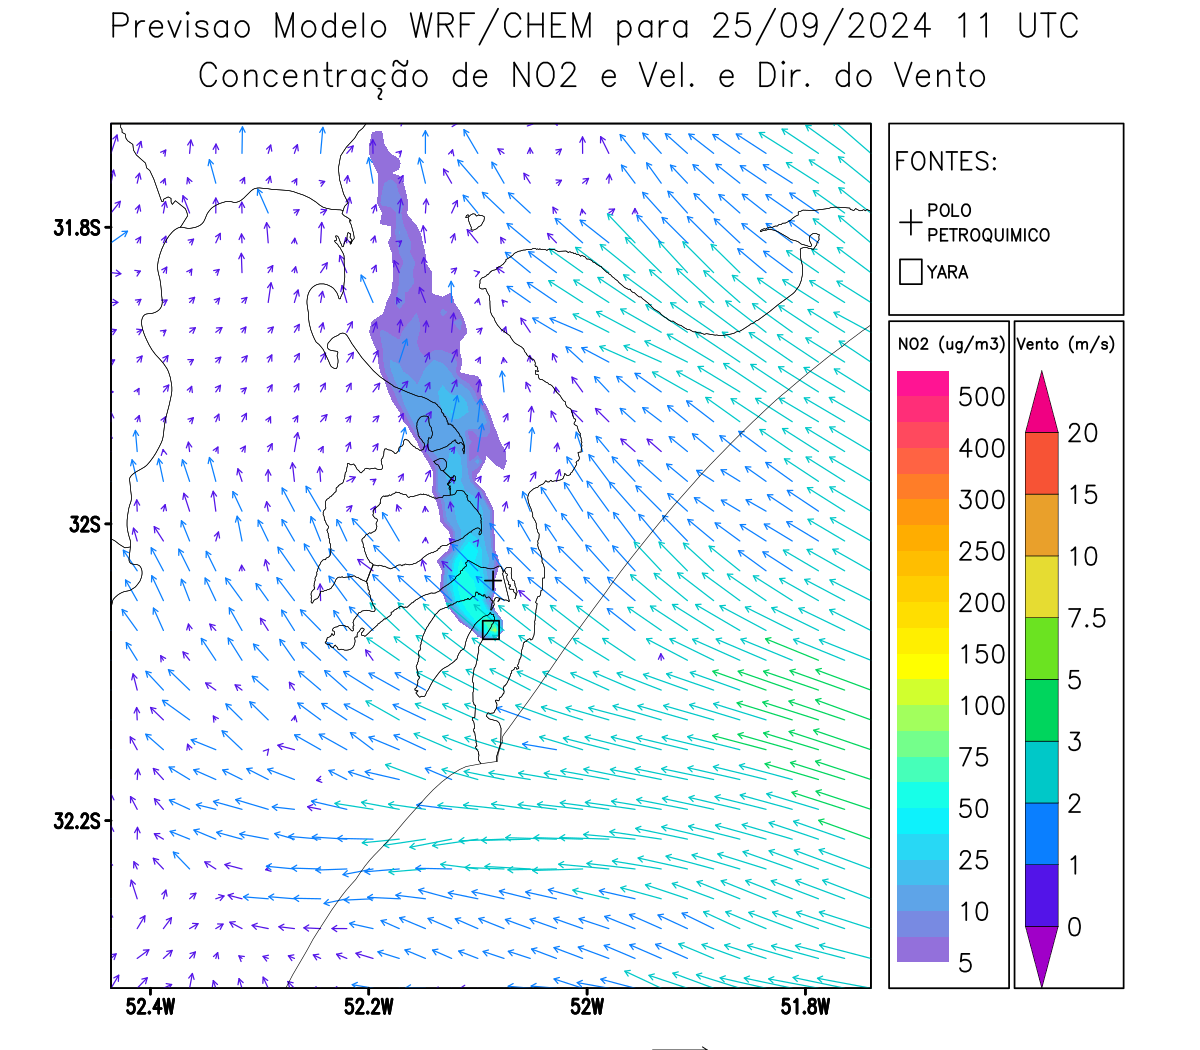 Previsao Modelo WRF/CHEM para 25/09/2024 11 UTC
Concentração de NO2 e Vel. e Dir. do Vento
FONTES:
POLO
PETROQUIMICO
YARA
NO2 (ug/m3)
500
400
300
250
200
150
100
75
50
25
10
5
Vento (m/s)
20
15
10
7.5
5
3
2
1
0
31.8S
32S
32.2S
52.4W
52.2W
52W
51.8W